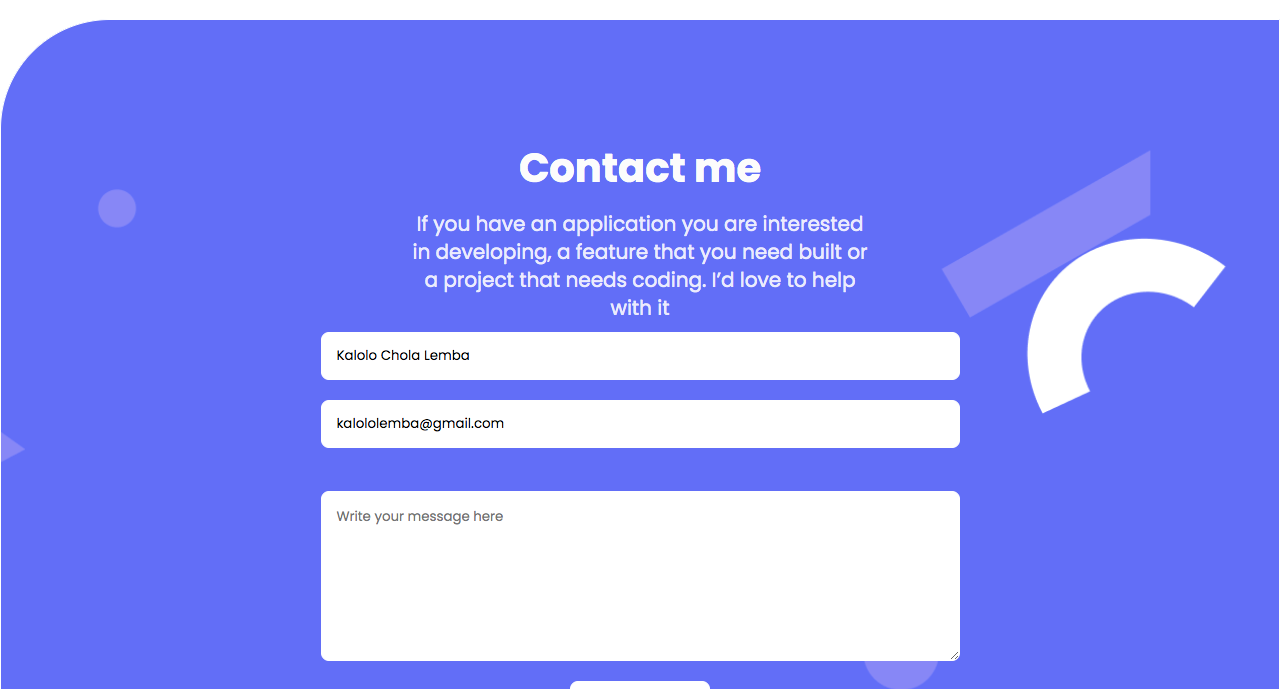 Contact me
If you have an application you are interested
in developing, a feature that you need built or
a project that needs coding. I’d love to help
with it
Kalolo Chola Lemba
kalololemba@gmail.com
Write your message here